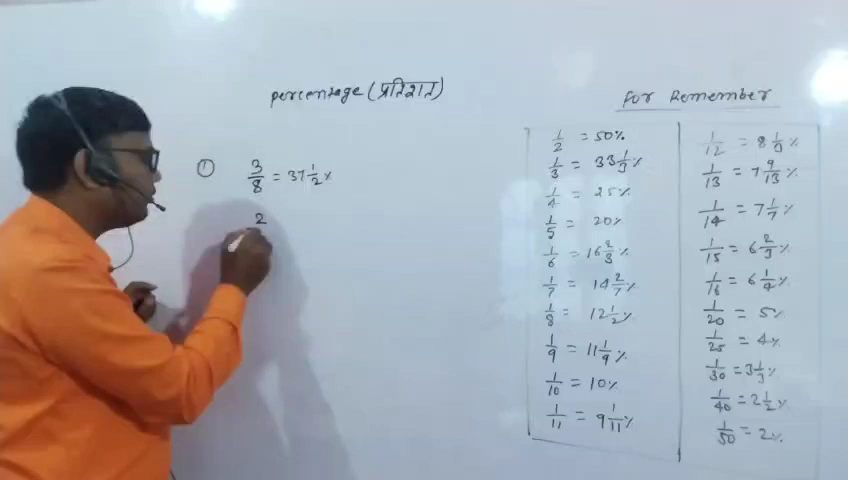 percentage (प्रतिशत)
For Remember
① 3/8 = 37 1/2 %
2
1/2 = 50%
1/3 = 33 1/3 %
1/4 = 25%
1/5 = 20%
1/6 = 16 2/3 %
1/7 = 14 2/7 %
1/8 = 12 1/2 %
1/9 = 11 1/9 %
1/10 = 10%
1/11 = 9 1/11 %
1/12 = 8 1/3 %
1/13 = 7 9/13 %
1/14 = 7 1/7 %
1/15 = 6 2/3 %
1/16 = 6 1/4 %
1/20 = 5%
1/25 = 4%
1/30 = 3 1/3 %
1/40 = 2 1/2 %
1/50 = 2%